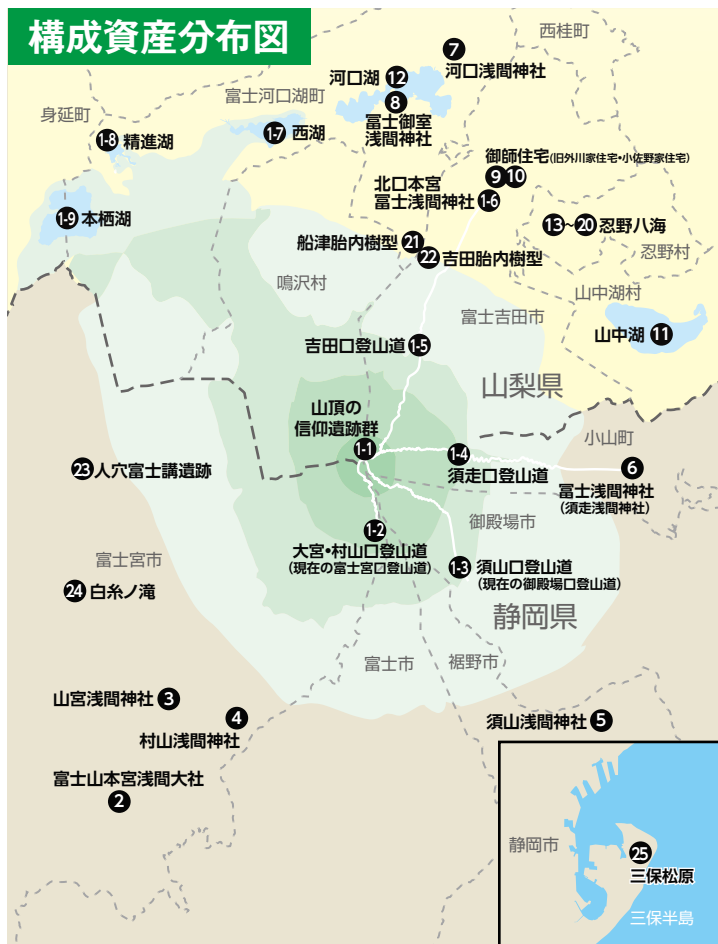 構成資産分布図
西桂町
7
河口浅間神社
河口湖 12
8
冨士御室
浅間神社
富士河口湖町
身延町
1-8 精進湖
1-7 西湖
御師住宅(旧外川家住宅・小佐野家住宅)
9 10
北口本宮
冨士浅間神社 1-6
1-9 本栖湖
13~20 忍野八海
忍野村
船津胎内樹型 21
22 吉田胎内樹型
鳴沢村
山中湖村
富士吉田市
山中湖 11
吉田口登山道 1-5
山梨県
山頂の
信仰遺跡群
1-1
小山町
1-4
須走口登山道
6
冨士浅間神社
(須走浅間神社)
23 人穴富士講遺跡
御殿場市
1-2
大宮・村山口登山道
(現在の富士宮口登山道)
1-3 須山口登山道
(現在の御殿場口登山道)
富士宮市
24 白糸ノ滝
静岡県
富士市
裾野市
山宮浅間神社 3
4
村山浅間神社
須山浅間神社 5
富士山本宮浅間大社
2
静岡市
25
三保松原
三保半島